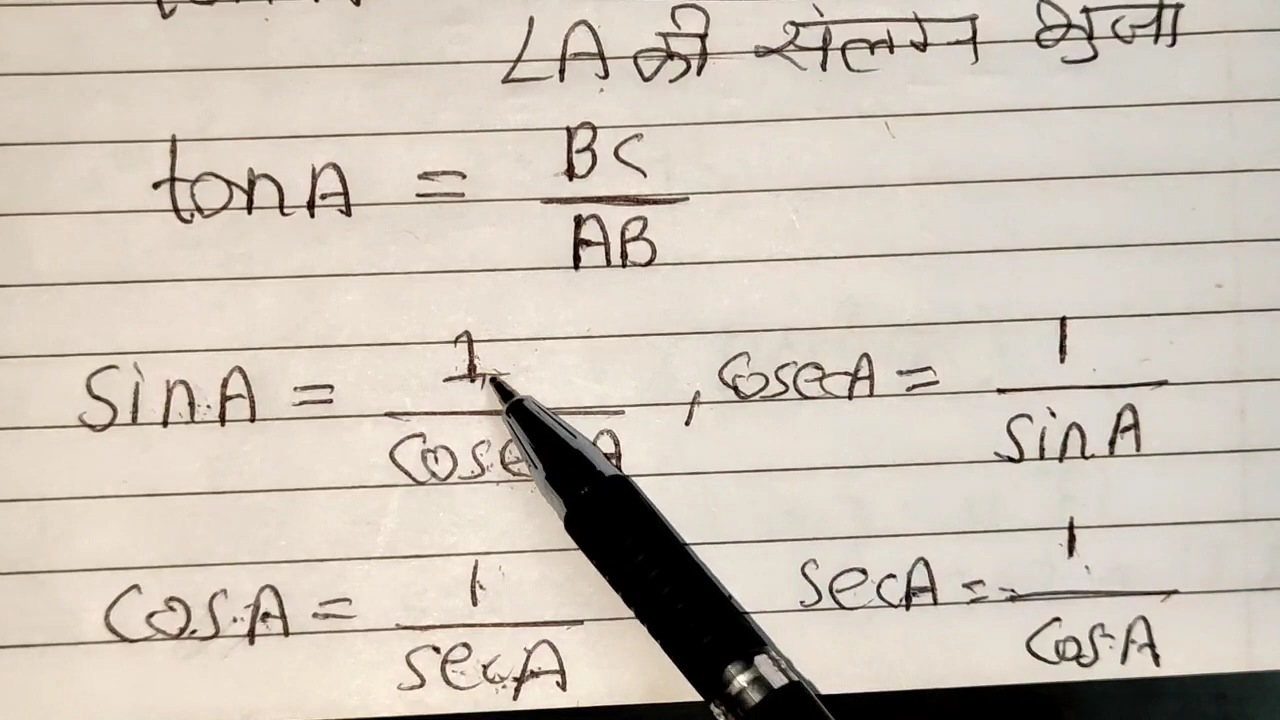 ∠A की संलग्न भुजा
tanA = BC/AB
sinA = 1/cosecA , cosecA = 1/sinA
cosA = 1/secA secA = 1/cosA